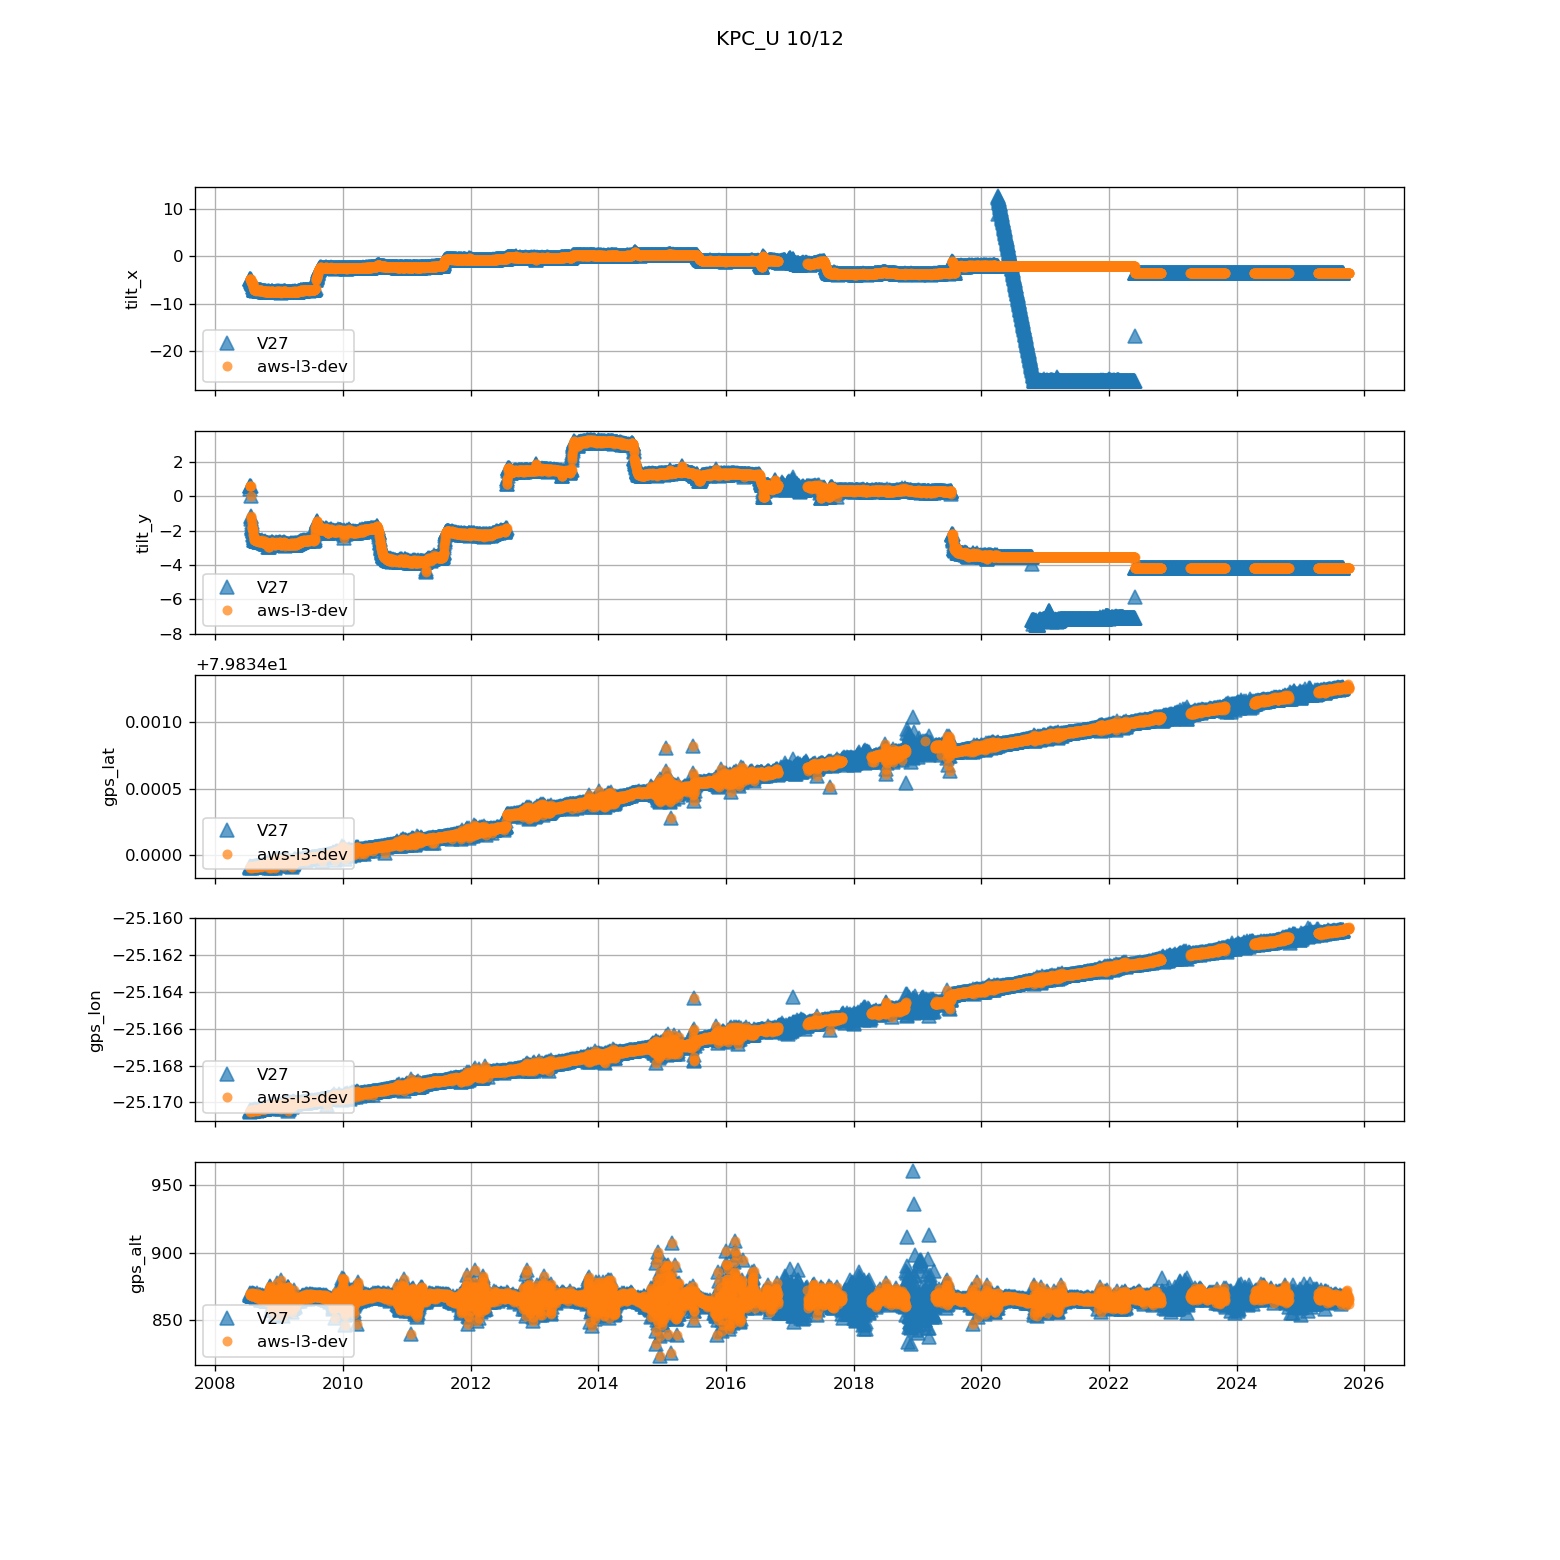 KPC_U 10/12
10
0
−10
−20
tilt_x
V27
aws-l3-dev
2
0
−2
−4
−6
−8
tilt_y
V27
aws-l3-dev
+7.9834e1
0.0010
0.0005
0.0000
gps_lat
V27
aws-l3-dev
−25.160
−25.162
−25.164
−25.166
−25.168
−25.170
gps_lon
V27
aws-l3-dev
950
900
850
gps_alt
V27
aws-l3-dev
2008 2010 2012 2014 2016 2018 2020 2022 2024 2026